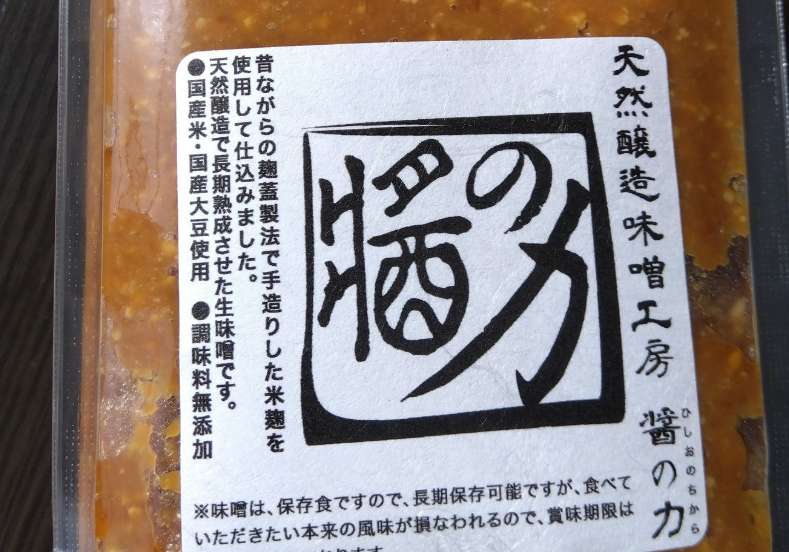 天然醸造味噌工房 醤の力
ひしおのちから
醤の力
昔ながらの麹蓋製法で手造りした米麹を
使用して仕込みました。
天然醸造で長期熟成させた生味噌です。
●国産米・国産大豆使用 ●調味料無添加
※味噌は、保存食ですので、長期保存可能ですが、食べて
いただきたい本来の風味が損なわれるので、賞味期限は